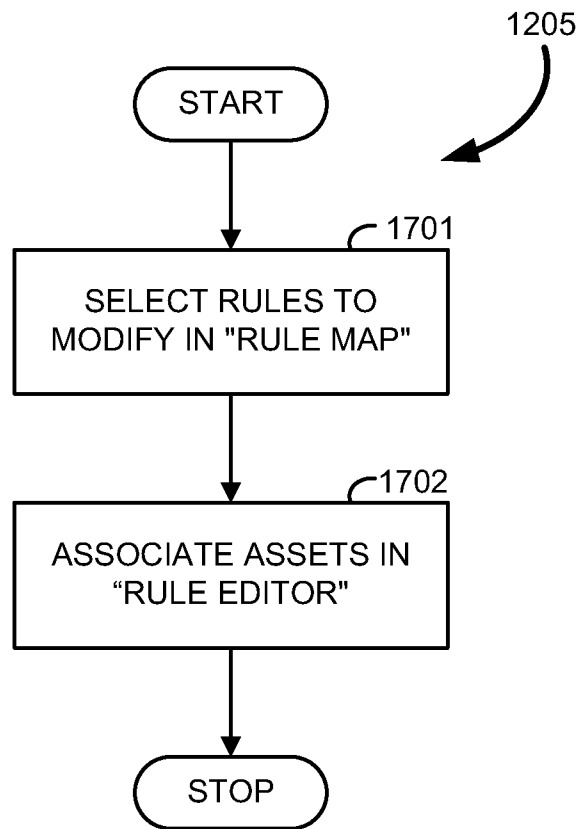 1205
START
1701
SELECT RULES TO
MODIFY IN "RULE MAP"
1702
ASSOCIATE ASSETS IN
“RULE EDITOR"
STOP